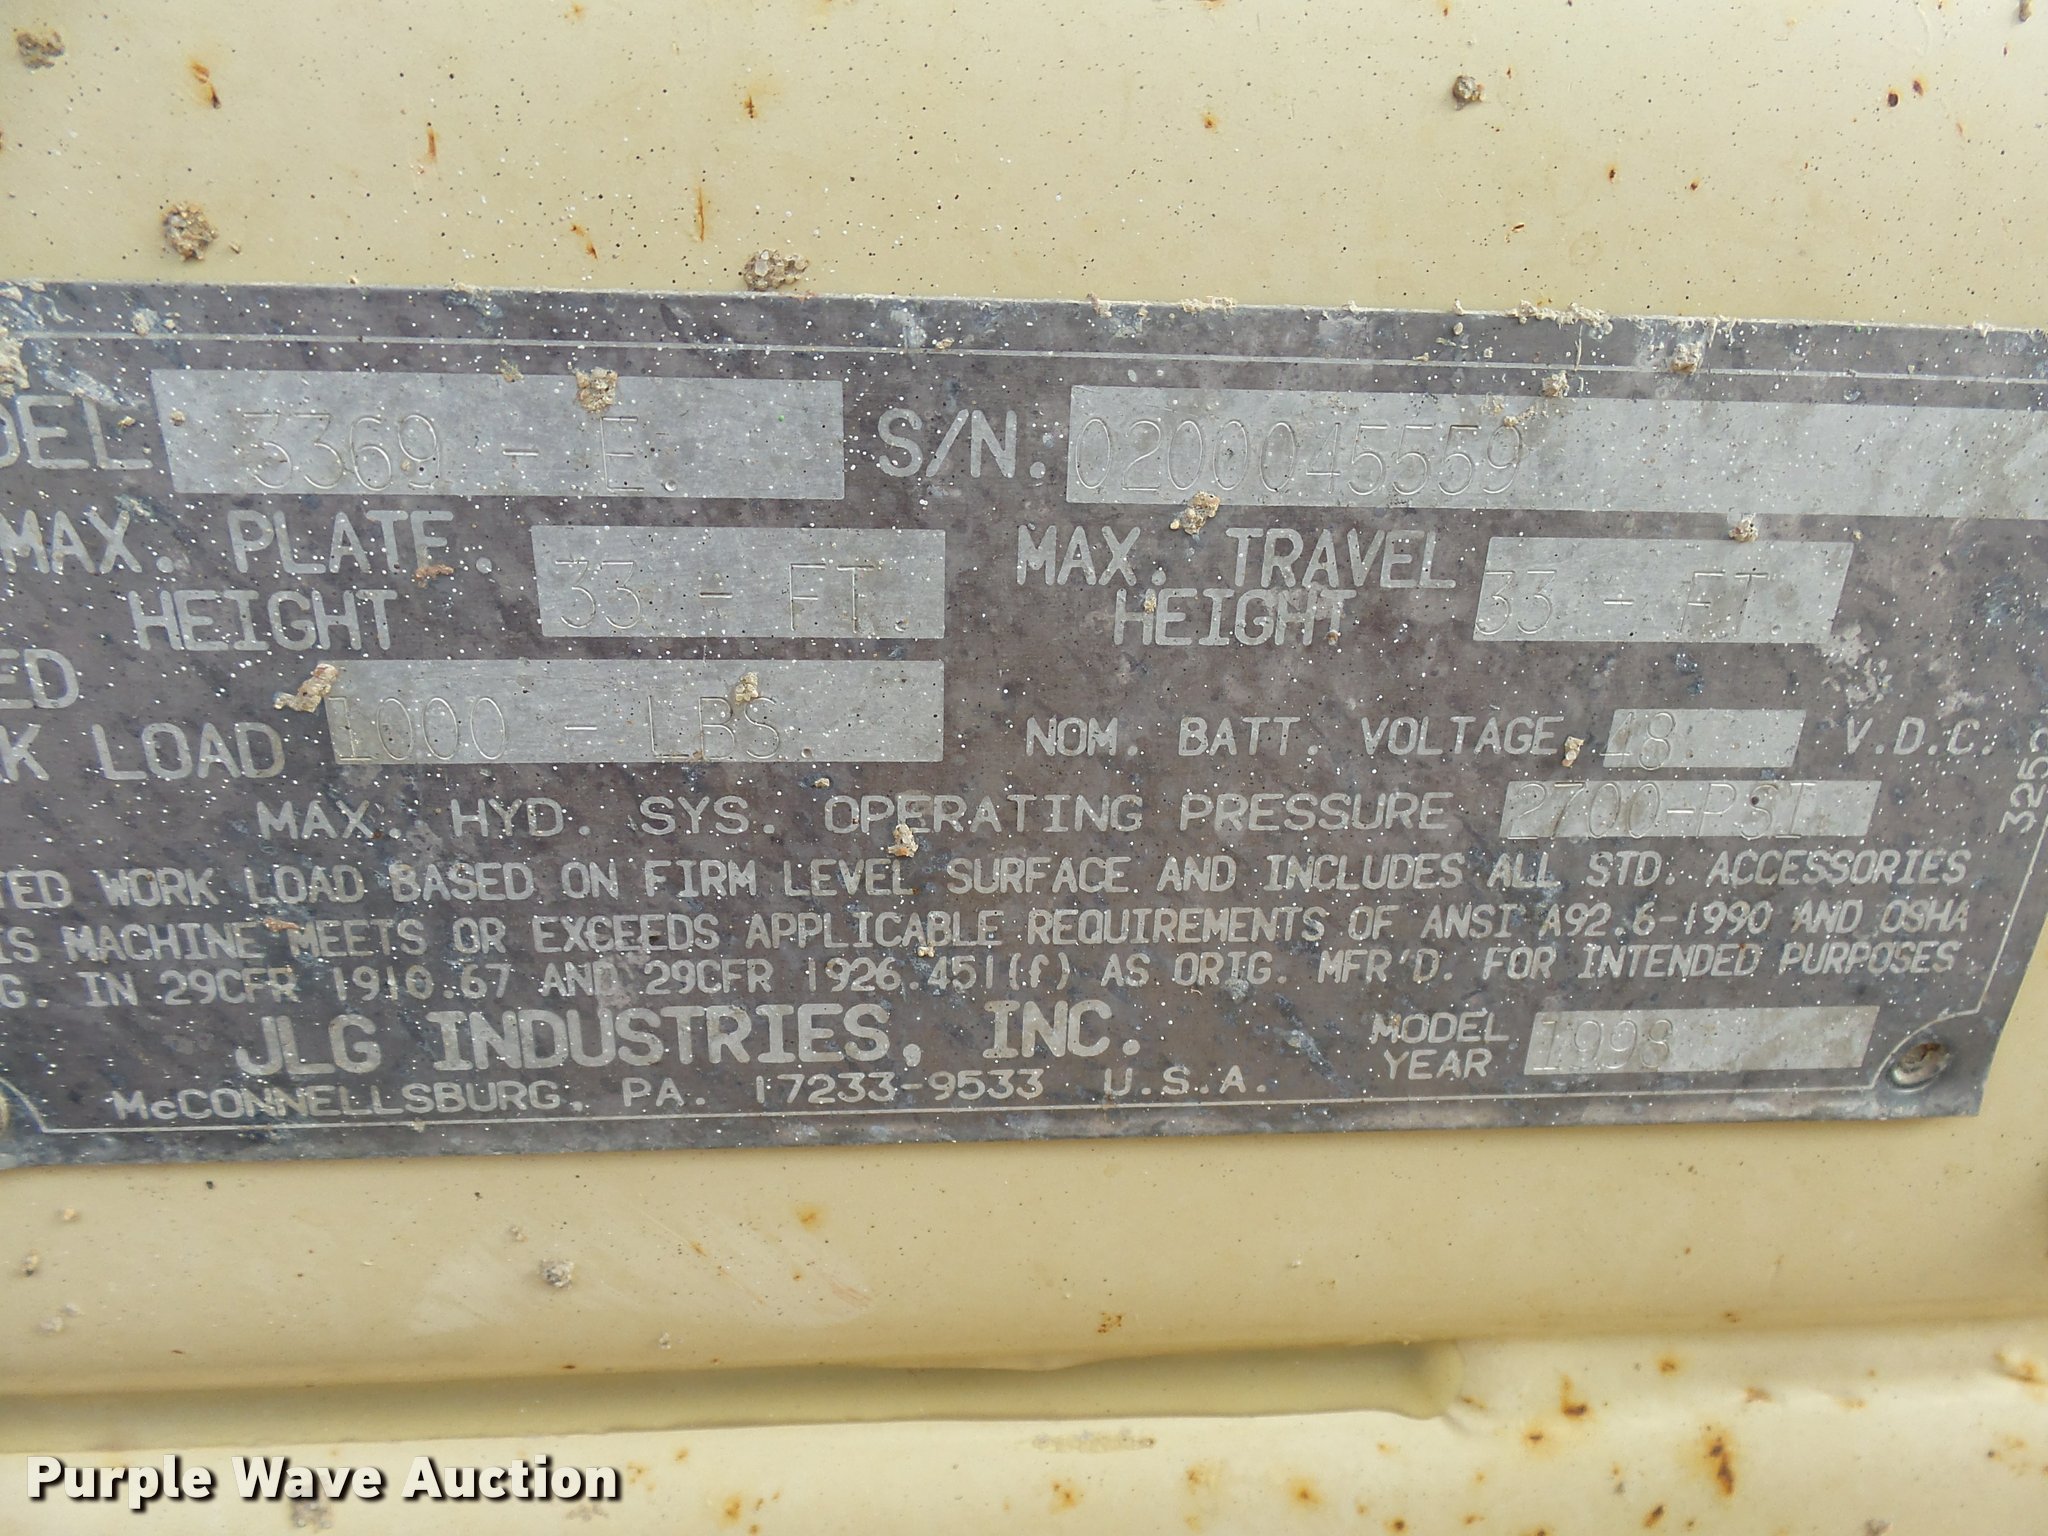 DEL 3369 - E. S/N. 0200045559
MAX. PLATF. HEIGHT 33 - FT. MAX. TRAVEL HEIGHT 33 - FT.
ED
K LOAD 1000 - LBS. NOM. BATT. VOLTAGE 48 V.D.C.
MAX. HYD. SYS. OPERATING PRESSURE 2700-PSI
TED WORK LOAD BASED ON FIRM LEVEL SURFACE AND INCLUDES ALL STD. ACCESSORIES
IS MACHINE MEETS OR EXCEEDS APPLICABLE REQUIREMENTS OF ANSI A92.6-1990 AND OSHA
G. IN 29CFR 1910.67 AND 29CFR 1926.451(f) AS ORIG. MFR'D. FOR INTENDED PURPOSES
JLG INDUSTRIES, INC. MODEL YEAR 1998
McCONNELLSBURG, PA. 17233-9533 U.S.A.
3252
Purple Wave Auction